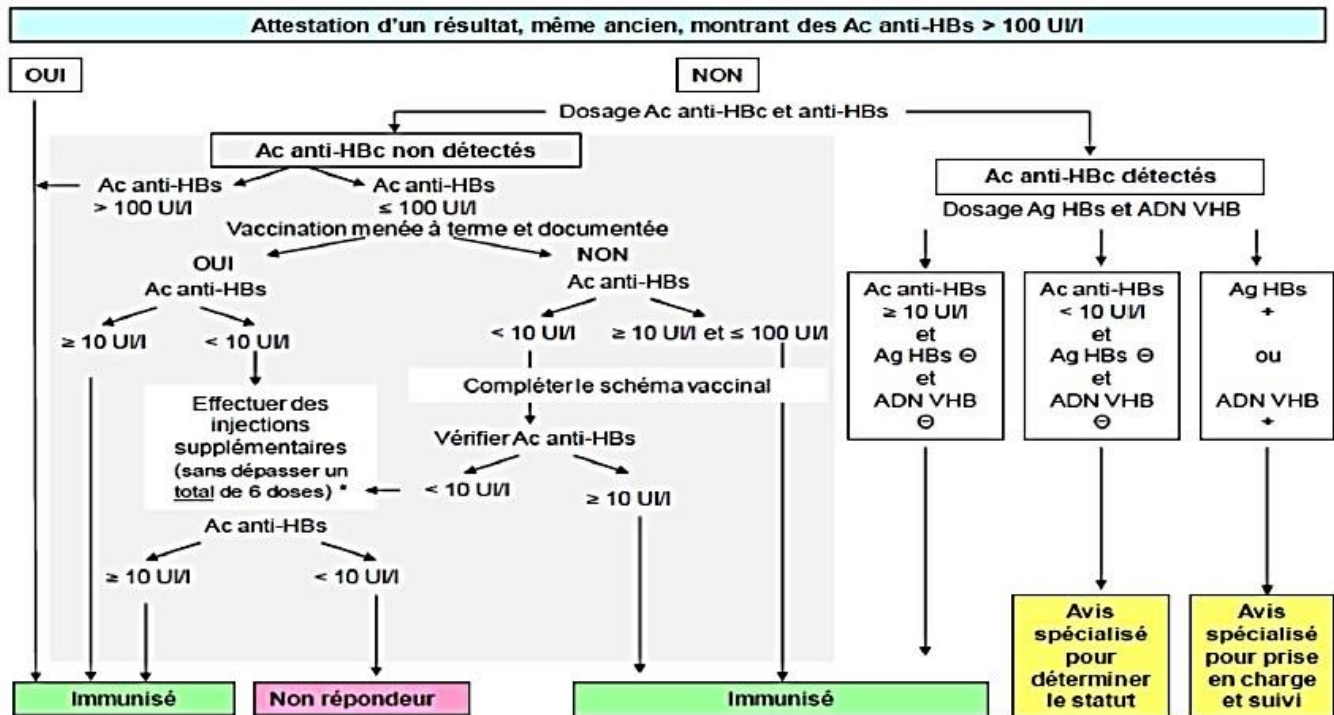 Attestation d'un résultat, même ancien, montrant des Ac anti-HBs > 100 UI/l
OUI
NON
Dosage Ac anti-HBc et anti-HBs
Ac anti-HBc non détectés
Ac anti-HBs
> 100 UI/l
Ac anti-HBs
≤ 100 UI/l
Vaccination menée à terme et documentée
OUI
Ac anti-HBs
≥ 10 UI/l
< 10 UI/l
Effectuer des
injections
supplémentaires
(sans dépasser un
total de 6 doses) *
Ac anti-HBs
≥ 10 UI/l
< 10 UI/l
NON
Ac anti-HBs
< 10 UI/l
≥ 10 UI/l et ≤ 100 UI/l
Compléter le schéma vaccinal
Vérifier Ac anti-HBs
< 10 UI/l
≥ 10 UI/l
Ac anti-HBc détectés
Dosage Ag HBs et ADN VHB
Ac anti-HBs
≥ 10 UI/l
et
Ag HBs ⊖
et
ADN VHB
⊖
Ac anti-HBs
< 10 UI/l
et
Ag HBs ⊖
et
ADN VHB
⊖
Ag HBs
+
ou
ADN VHB
+
Immunisé
Non répondeur
Immunisé
Avis
spécialisé
pour
déterminer
le statut
Avis
spécialisé
pour prise
en charge
et suivi